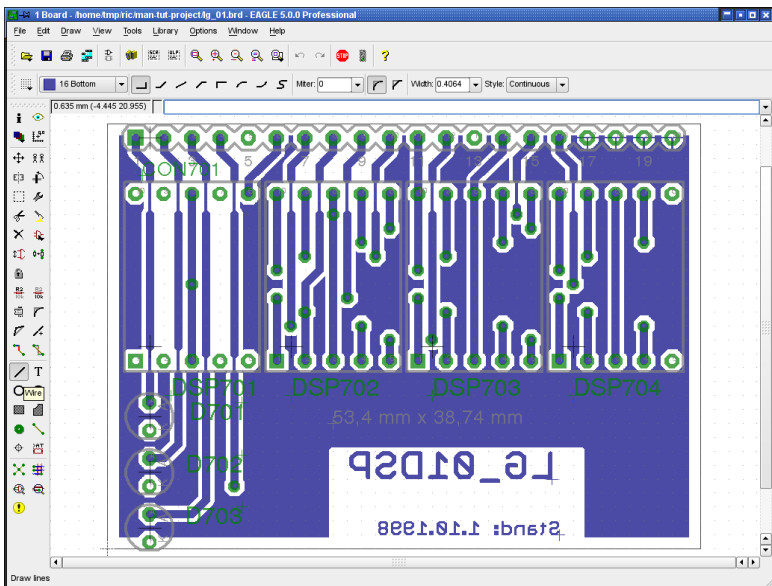 1 Board - /home/tmp/ric/man-tut-project/lg_01.brd - EAGLE 5.0.0 Professional
File Edit Draw View Tools Library Options Window Help
16 Bottom Miter: 0 Width: 0.4064 Style: Continuous
0.635 mm (-4.445 20.955)
5 7 9 13 15 17 19
CON701
T
Wire
DSP701 DSP702 DSP703 DSP704
D701
53,4 mm x 38,74 mm
LG_01DSP
D702
D703
Stand: 1.10.1998
Draw lines